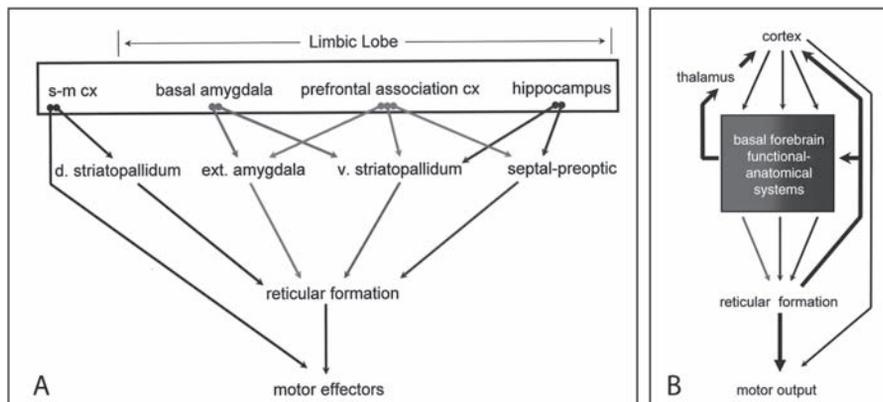 Limbic Lobe
s-m cx basal amygdala prefrontal association cx hippocampus
d. striatopallidum ext. amygdala v. striatopallidum septal-preoptic
reticular formation
motor effectors
A
cortex
thalamus
basal forebrain
functional-
anatomical
systems
reticular formation
motor output
B